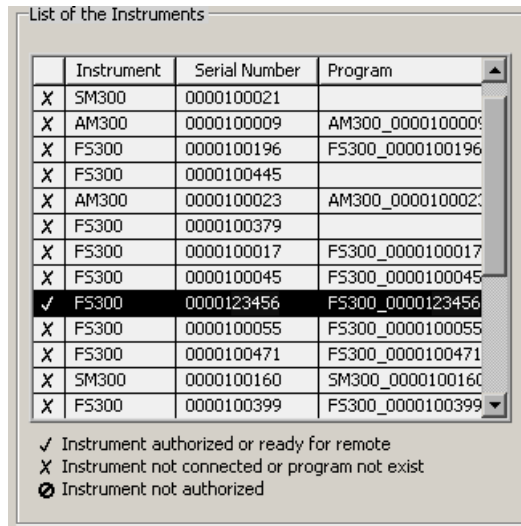 List of the Instruments
Instrument Serial Number Program
X SM300 0000100021
X AM300 0000100009 AM300_0000100009
X FS300 0000100196 FS300_0000100196
X FS300 0000100445
X AM300 0000100023 AM300_0000100023
X FS300 0000100379
X FS300 0000100017 FS300_0000100017
X FS300 0000100045 FS300_0000100045
✓ FS300 0000123456 FS300_0000123456
X FS300 0000100055 FS300_0000100055
X FS300 0000100471 FS300_0000100471
X SM300 0000100160 SM300_0000100160
X FS300 0000100399 FS300_0000100399
✓ Instrument authorized or ready for remote
X Instrument not connected or program not exist
Instrument not authorized